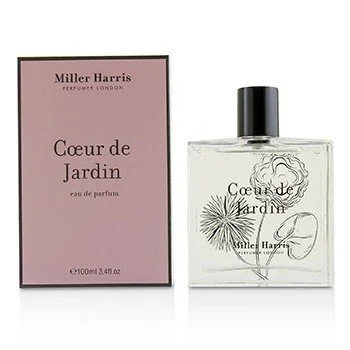 Miller Harris
PERFUMER LONDON
Cœur de
Jardin
eau de parfum
℮100ml 3.4fl.oz
Cœur de
Jardin
Miller Harris
PERFUMER LONDON